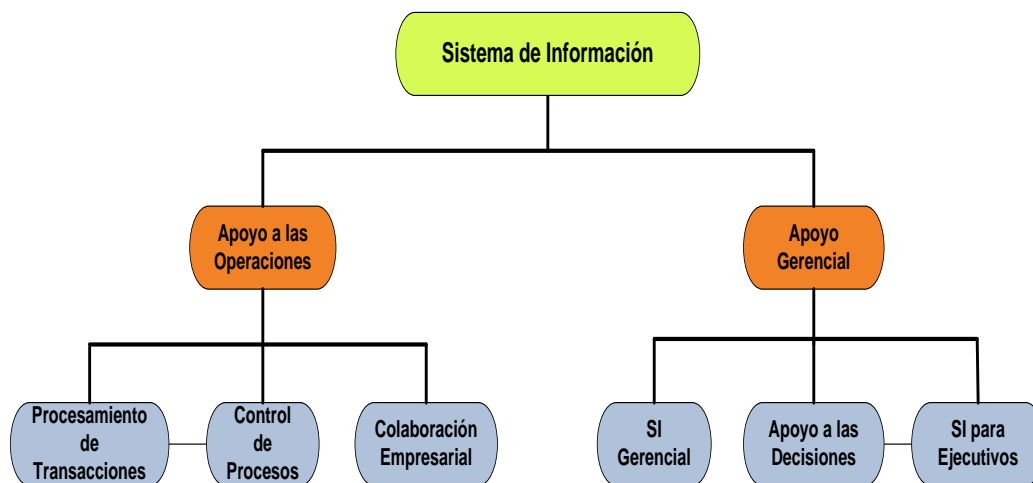 Sistema de Información
Apoyo a las
Operaciones
Apoyo
Gerencial
Procesamiento
de
Transacciones
Control
de
Procesos
Colaboración
Empresarial
SI
Gerencial
Apoyo a las
Decisiones
SI para
Ejecutivos